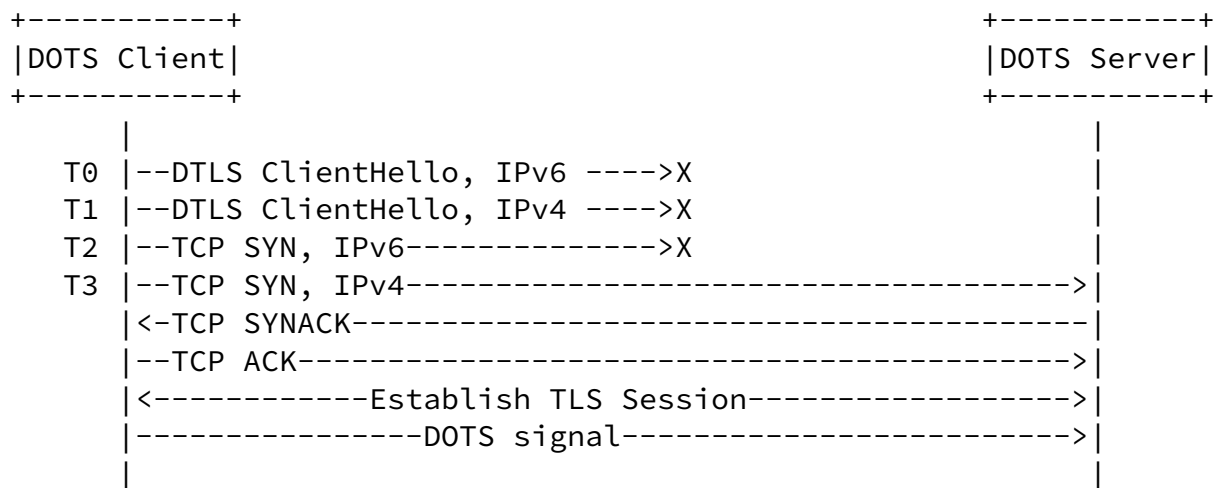 +-----------+                                     +-----------+
|DOTS Client|                                     |DOTS Server|
+-----------+                                     +-----------+
      |                                                 |
   T0 |--DTLS ClientHello, IPv6 ---->X                  |
   T1 |--DTLS ClientHello, IPv4 ---->X                  |
   T2 |--TCP SYN, IPv6-------------->X                  |
   T3 |--TCP SYN, IPv4--------------------------------->|
      |<-TCP SYNACK-------------------------------------|
      |--TCP ACK--------------------------------------->|
      |<------------Establish TLS Session-------------->|
      |----------------DOTS signal--------------------->|
      |                                                 |